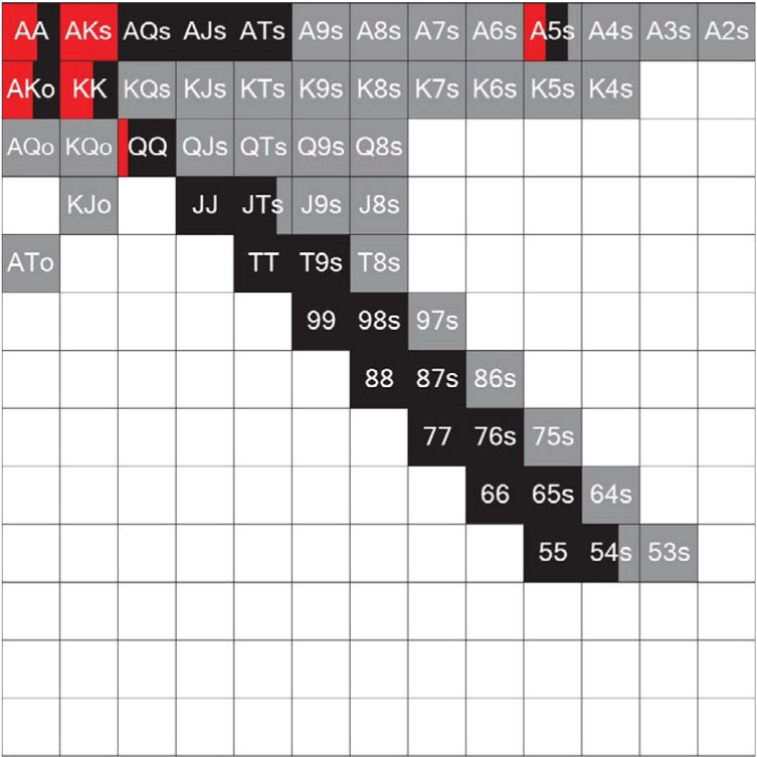 AA AKs AQs AJs ATs A9s A8s A7s A6s A5s A4s A3s A2s
AKo KK KQs KJs KTs K9s K8s K7s K6s K5s K4s
AQo KQo QQ QJs QTs Q9s Q8s
KJo JJ JTs J9s J8s
ATo TT T9s T8s
99 98s 97s
88 87s 86s
77 76s 75s
66 65s 64s
55 54s 53s